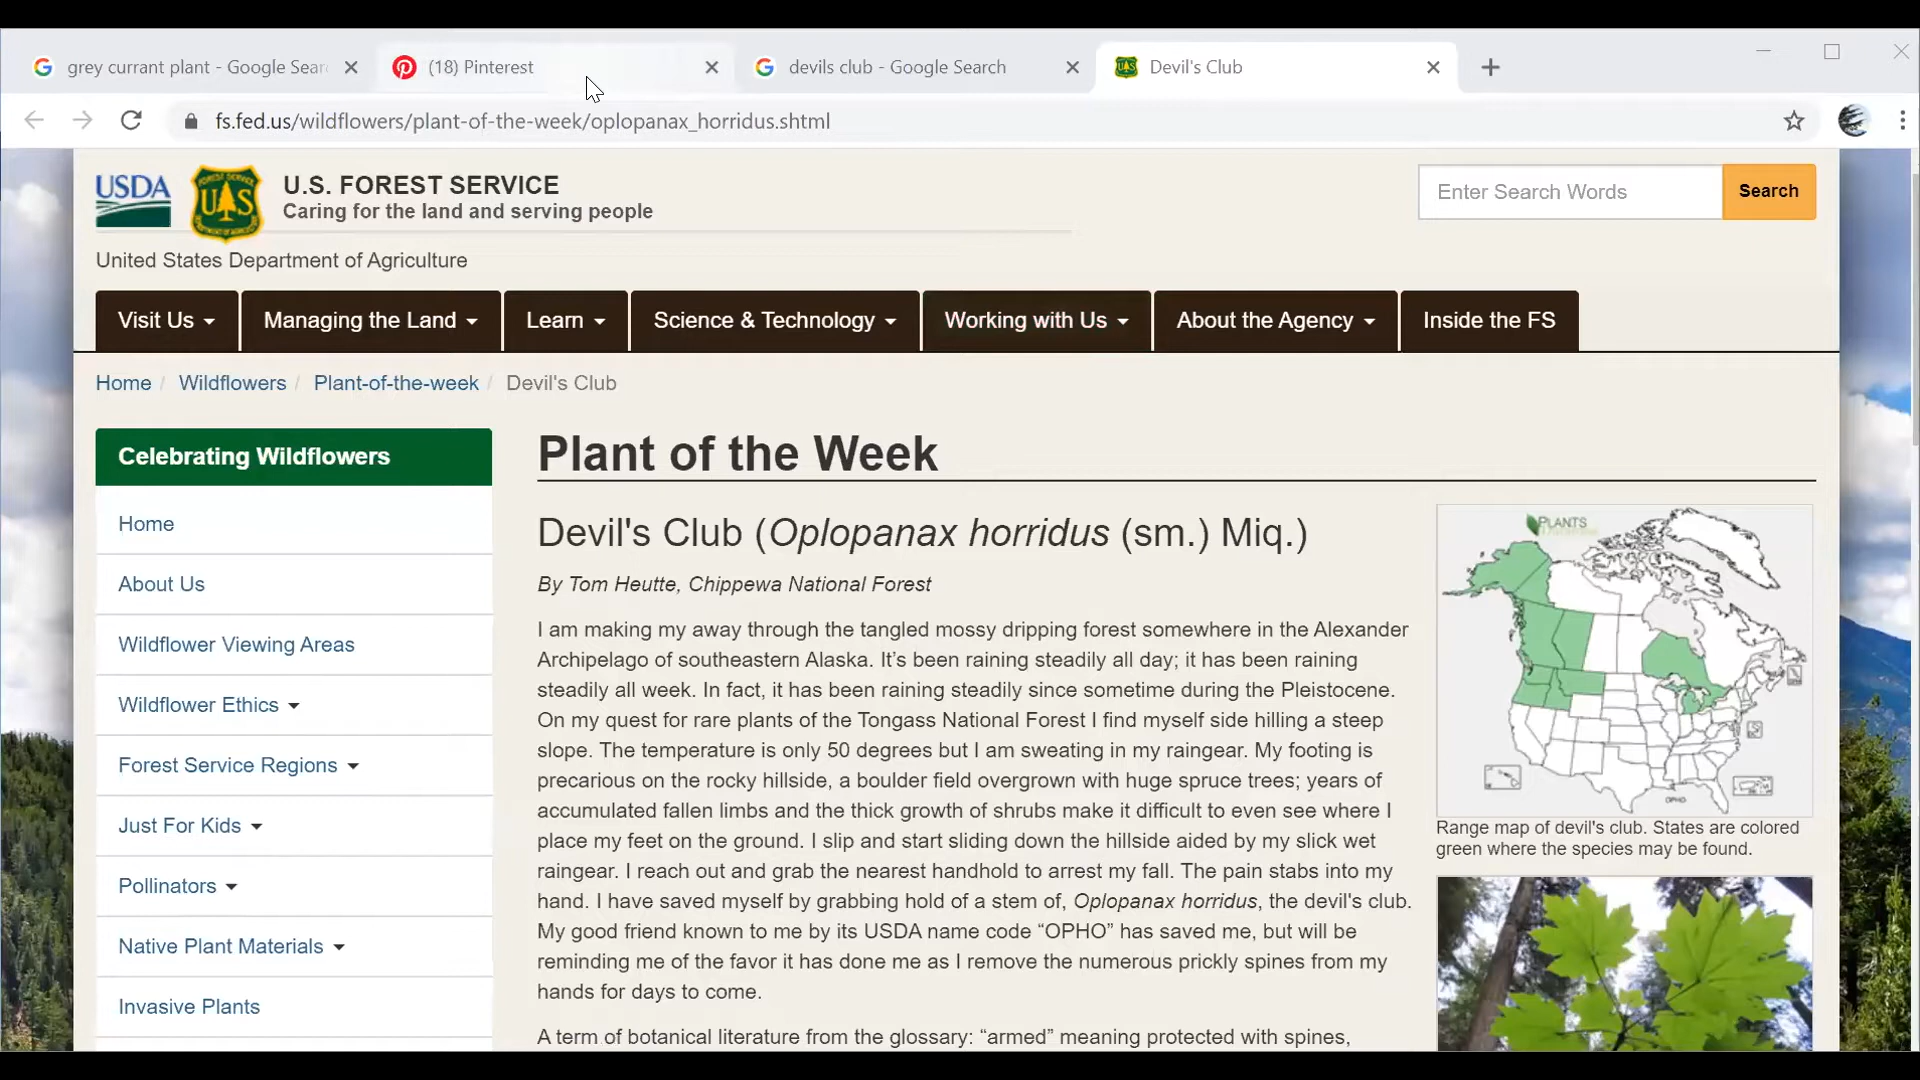 grey currant plant - Google Sear
(18) Pinterest
devils club - Google Search
Devil's Club
fs.fed.us/wildflowers/plant-of-the-week/oplopanax_horridus.shtml
USDA
U.S. FOREST SERVICE
Caring for the land and serving people
United States Department of Agriculture
Enter Search Words
Search
Visit Us
Managing the Land
Learn
Science & Technology
Working with Us
About the Agency
Inside the FS
Home / Wildflowers / Plant-of-the-week / Devil's Club
Celebrating Wildflowers
Home
About Us
Wildflower Viewing Areas
Wildflower Ethics
Forest Service Regions
Just For Kids
Pollinators
Native Plant Materials
Invasive Plants
Plant of the Week
Devil's Club (Oplopanax horridus (sm.) Miq.)
By Tom Heutte, Chippewa National Forest
I am making my away through the tangled mossy dripping forest somewhere in the Alexander
Archipelago of southeastern Alaska. It’s been raining steadily all day; it has been raining
steadily all week. In fact, it has been raining steadily since sometime during the Pleistocene.
On my quest for rare plants of the Tongass National Forest I find myself side hilling a steep
slope. The temperature is only 50 degrees but I am sweating in my raingear. My footing is
precarious on the rocky hillside, a boulder field overgrown with huge spruce trees; years of
accumulated fallen limbs and the thick growth of shrubs make it difficult to even see where I
place my feet on the ground. I slip and start sliding down the hillside aided by my slick wet
raingear. I reach out and grab the nearest handhold to arrest my fall. The pain stabs into my
hand. I have saved myself by grabbing hold of a stem of, Oplopanax horridus, the devil's club.
My good friend known to me by its USDA name code “OPHO” has saved me, but will be
reminding me of the favor it has done me as I remove the numerous prickly spines from my
hands for days to come.
A term of botanical literature from the glossary: “armed” meaning protected with spines,
PLANTS
OPHO
Range map of devil's club. States are colored
green where the species may be found.